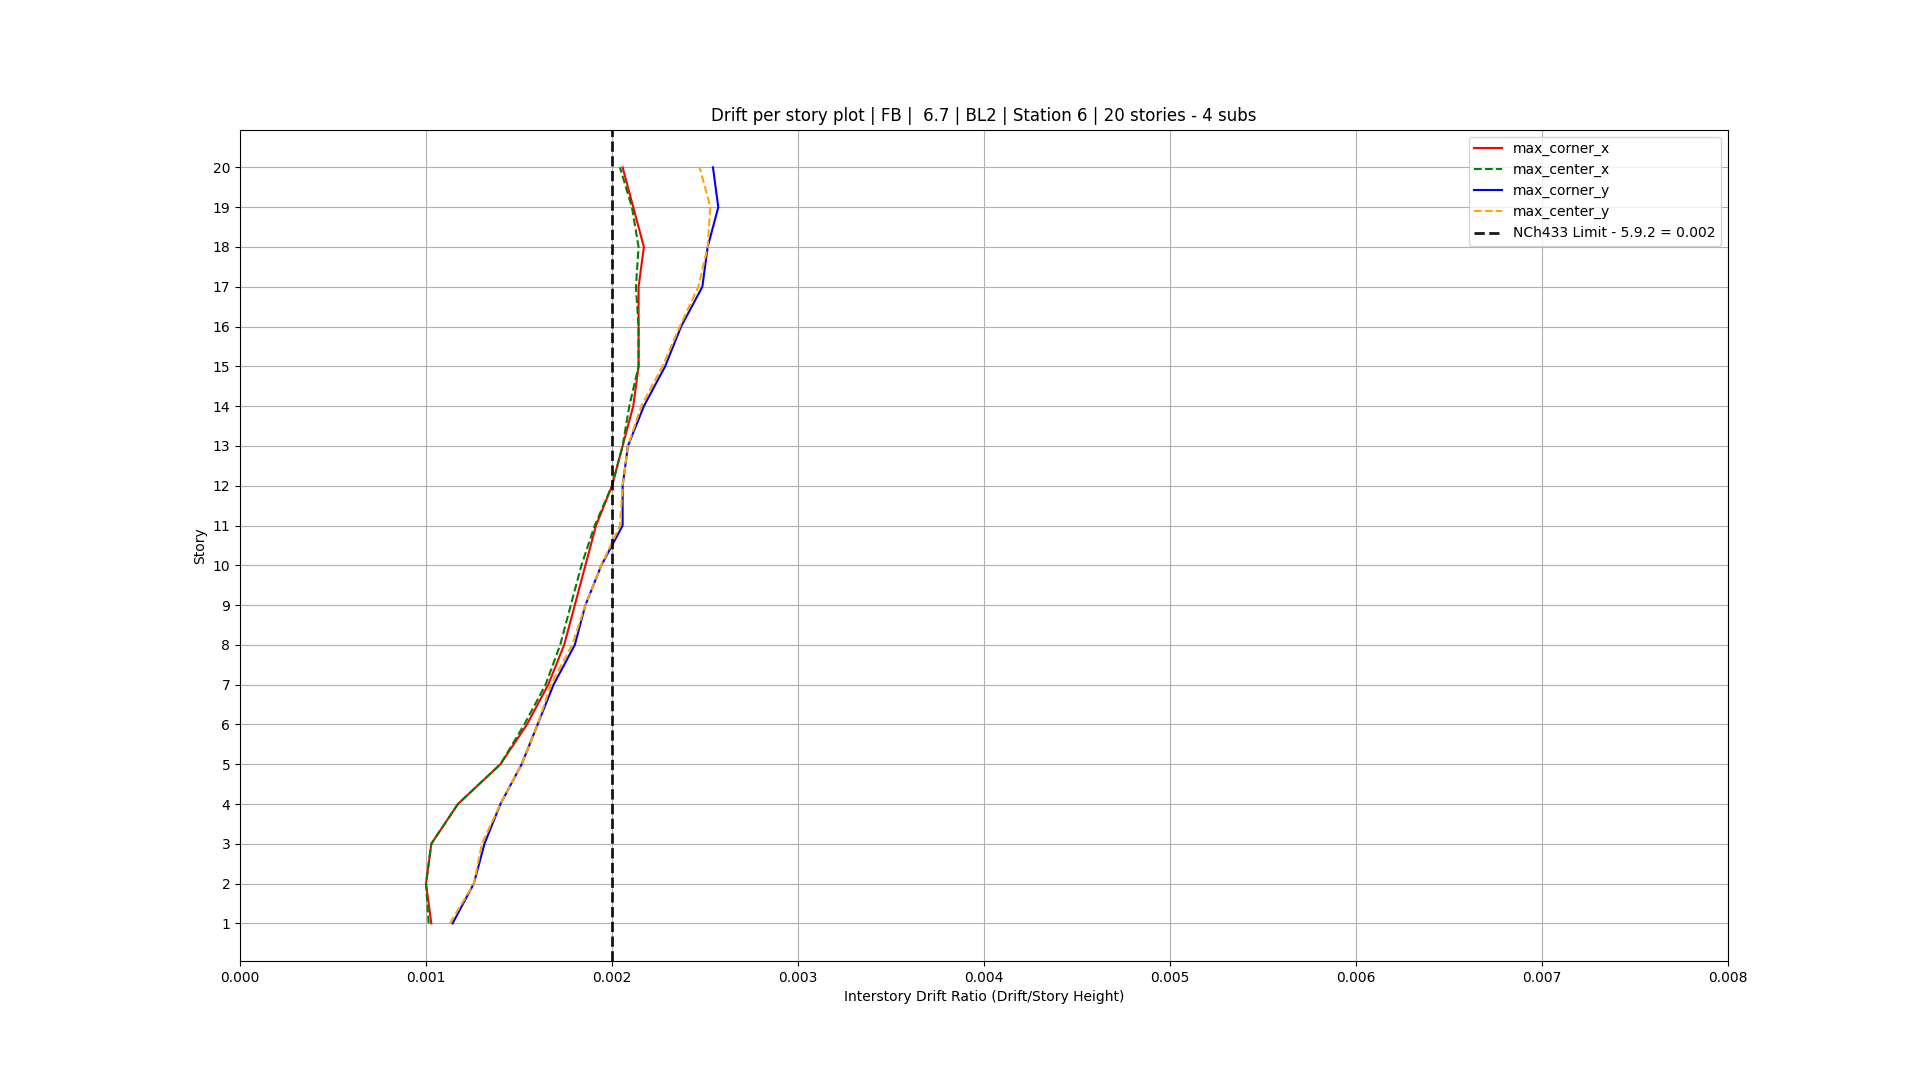 Drift per story plot | FB |  6.7 | BL2 | Station 6 | 20 stories - 4 subs
max_corner_x
max_center_x
max_corner_y
max_center_y
NCh433 Limit - 5.9.2 = 0.002
20
19
18
17
16
15
14
13
12
11
10
9
8
7
6
5
4
3
2
1
Story
0.000 0.001 0.002 0.003 0.004 0.005 0.006 0.007 0.008
Interstory Drift Ratio (Drift/Story Height)